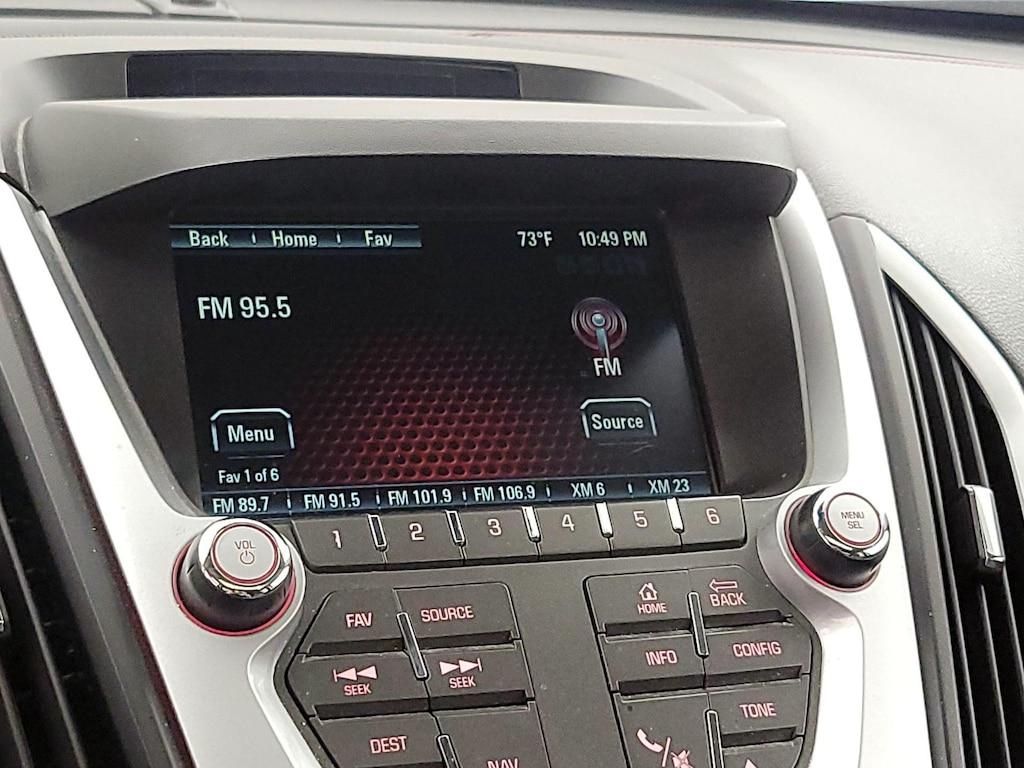 Back Home Fav 73°F 10:49 PM
FM 95.5
FM
Menu Source
Fav 1 of 6
FM 89.7 FM 91.5 FM 101.9 FM 106.9 XM 6 XM 23
1 2 3 4 5 6
VOL
MENU
SEL
FAV SOURCE
HOME BACK
SEEK SEEK
INFO CONFIG
DEST NAV
TONE